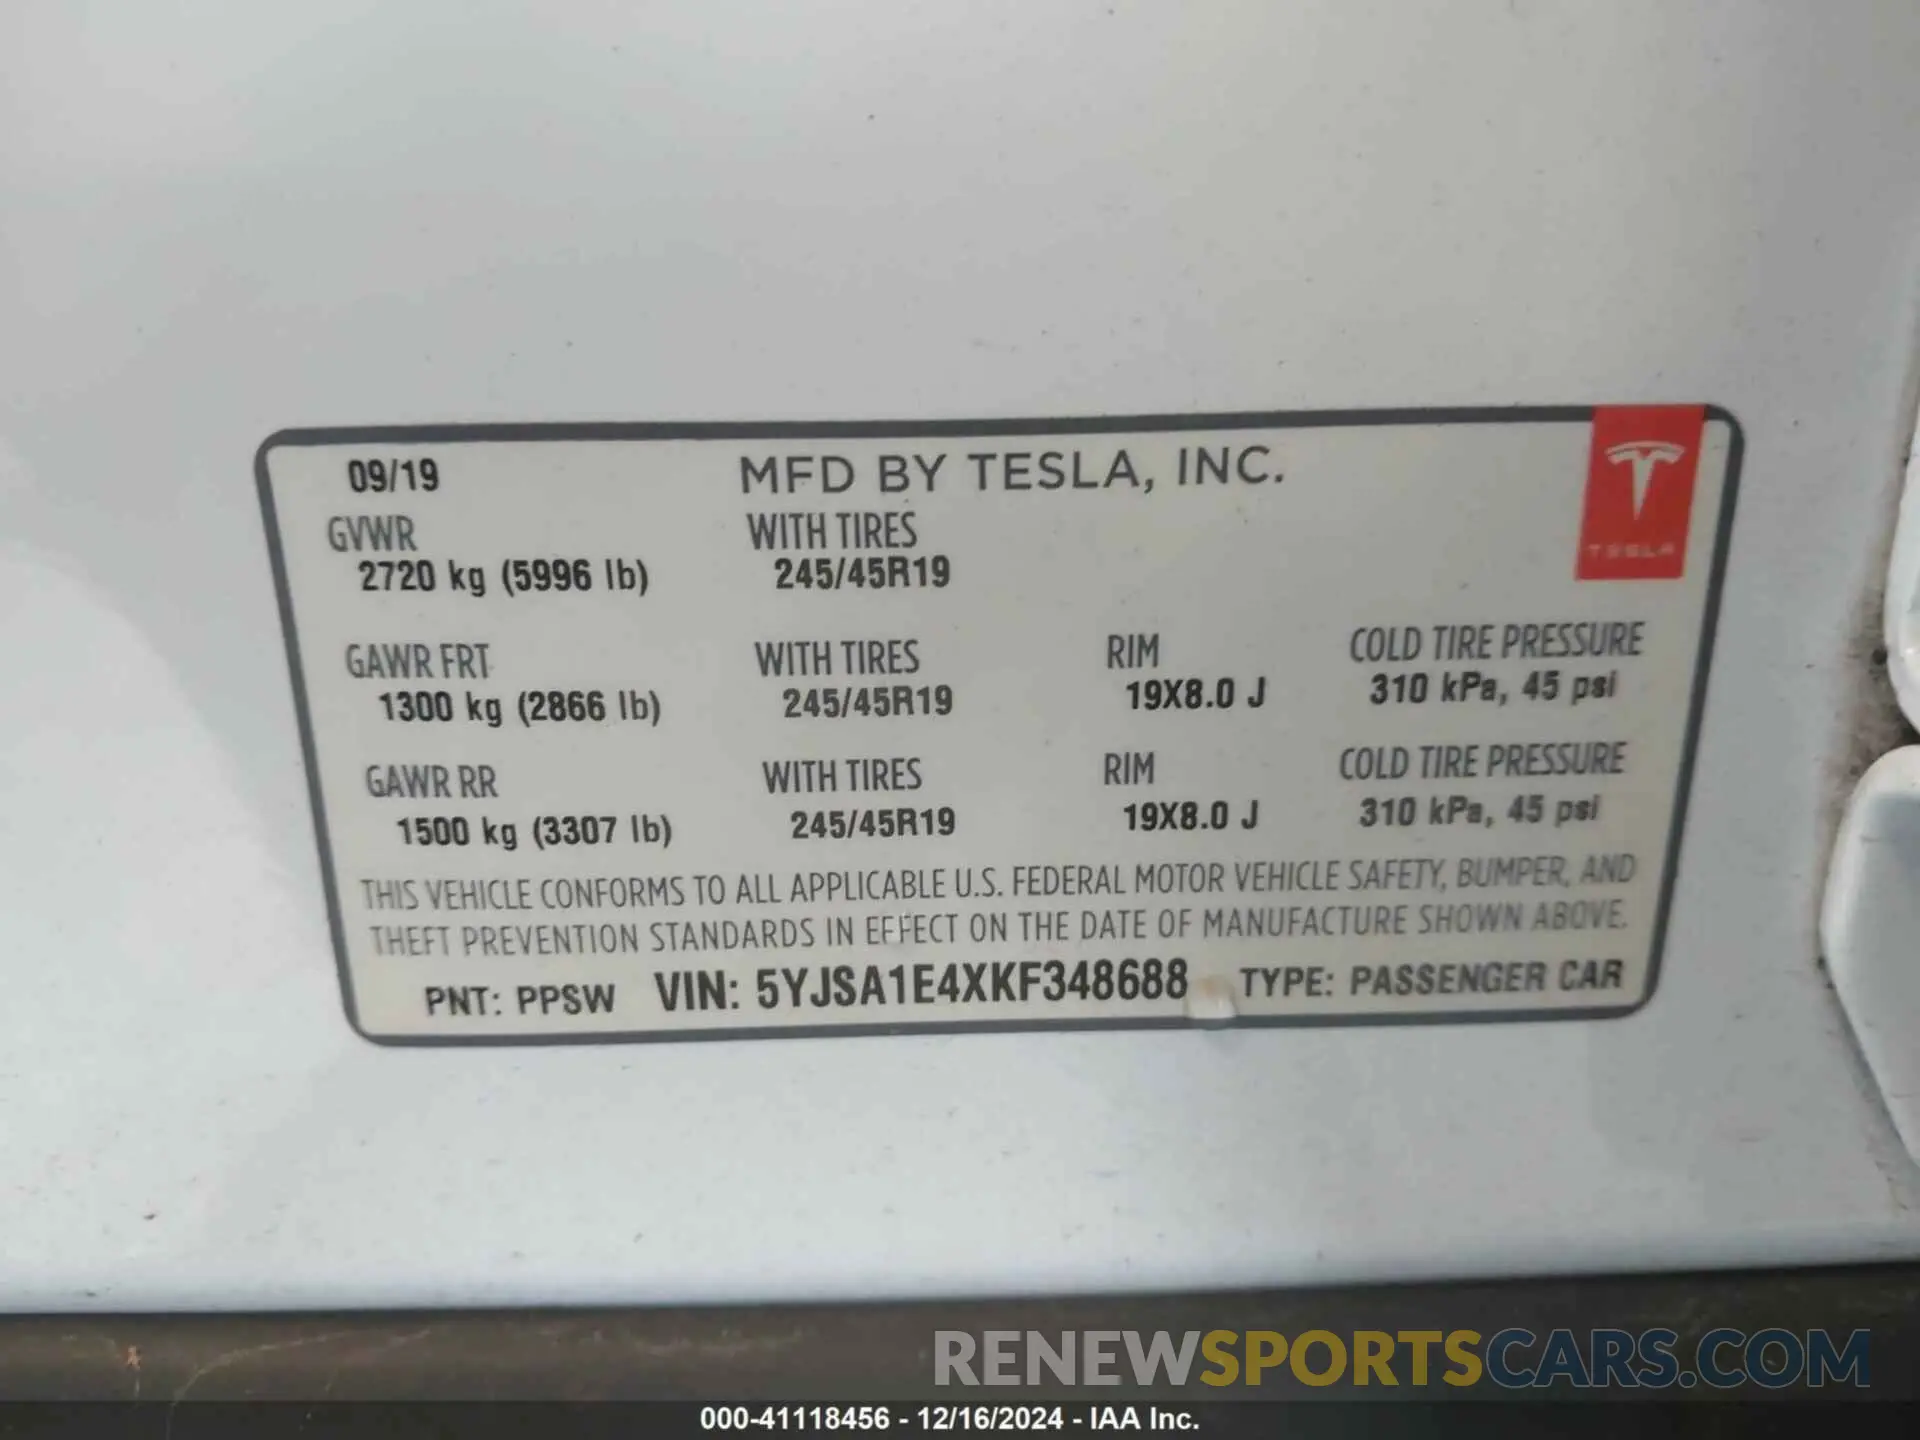 09/19 MFD BY TESLA, INC.
TESLA
GVWR WITH TIRES
2720 kg (5996 lb) 245/45R19
GAWR FRT WITH TIRES RIM COLD TIRE PRESSURE
1300 kg (2866 lb) 245/45R19 19X8.0 J 310 kPa, 45 psi
GAWR RR WITH TIRES RIM COLD TIRE PRESSURE
1500 kg (3307 lb) 245/45R19 19X8.0 J 310 kPa, 45 psi
THIS VEHICLE CONFORMS TO ALL APPLICABLE U.S. FEDERAL MOTOR VEHICLE SAFETY, BUMPER, AND
THEFT PREVENTION STANDARDS IN EFFECT ON THE DATE OF MANUFACTURE SHOWN ABOVE.
PNT: PPSW VIN: 5YJSA1E4XKF348688 TYPE: PASSENGER CAR
RENEWSPORTSCARS.COM
000-41118456 - 12/16/2024 - IAA Inc.